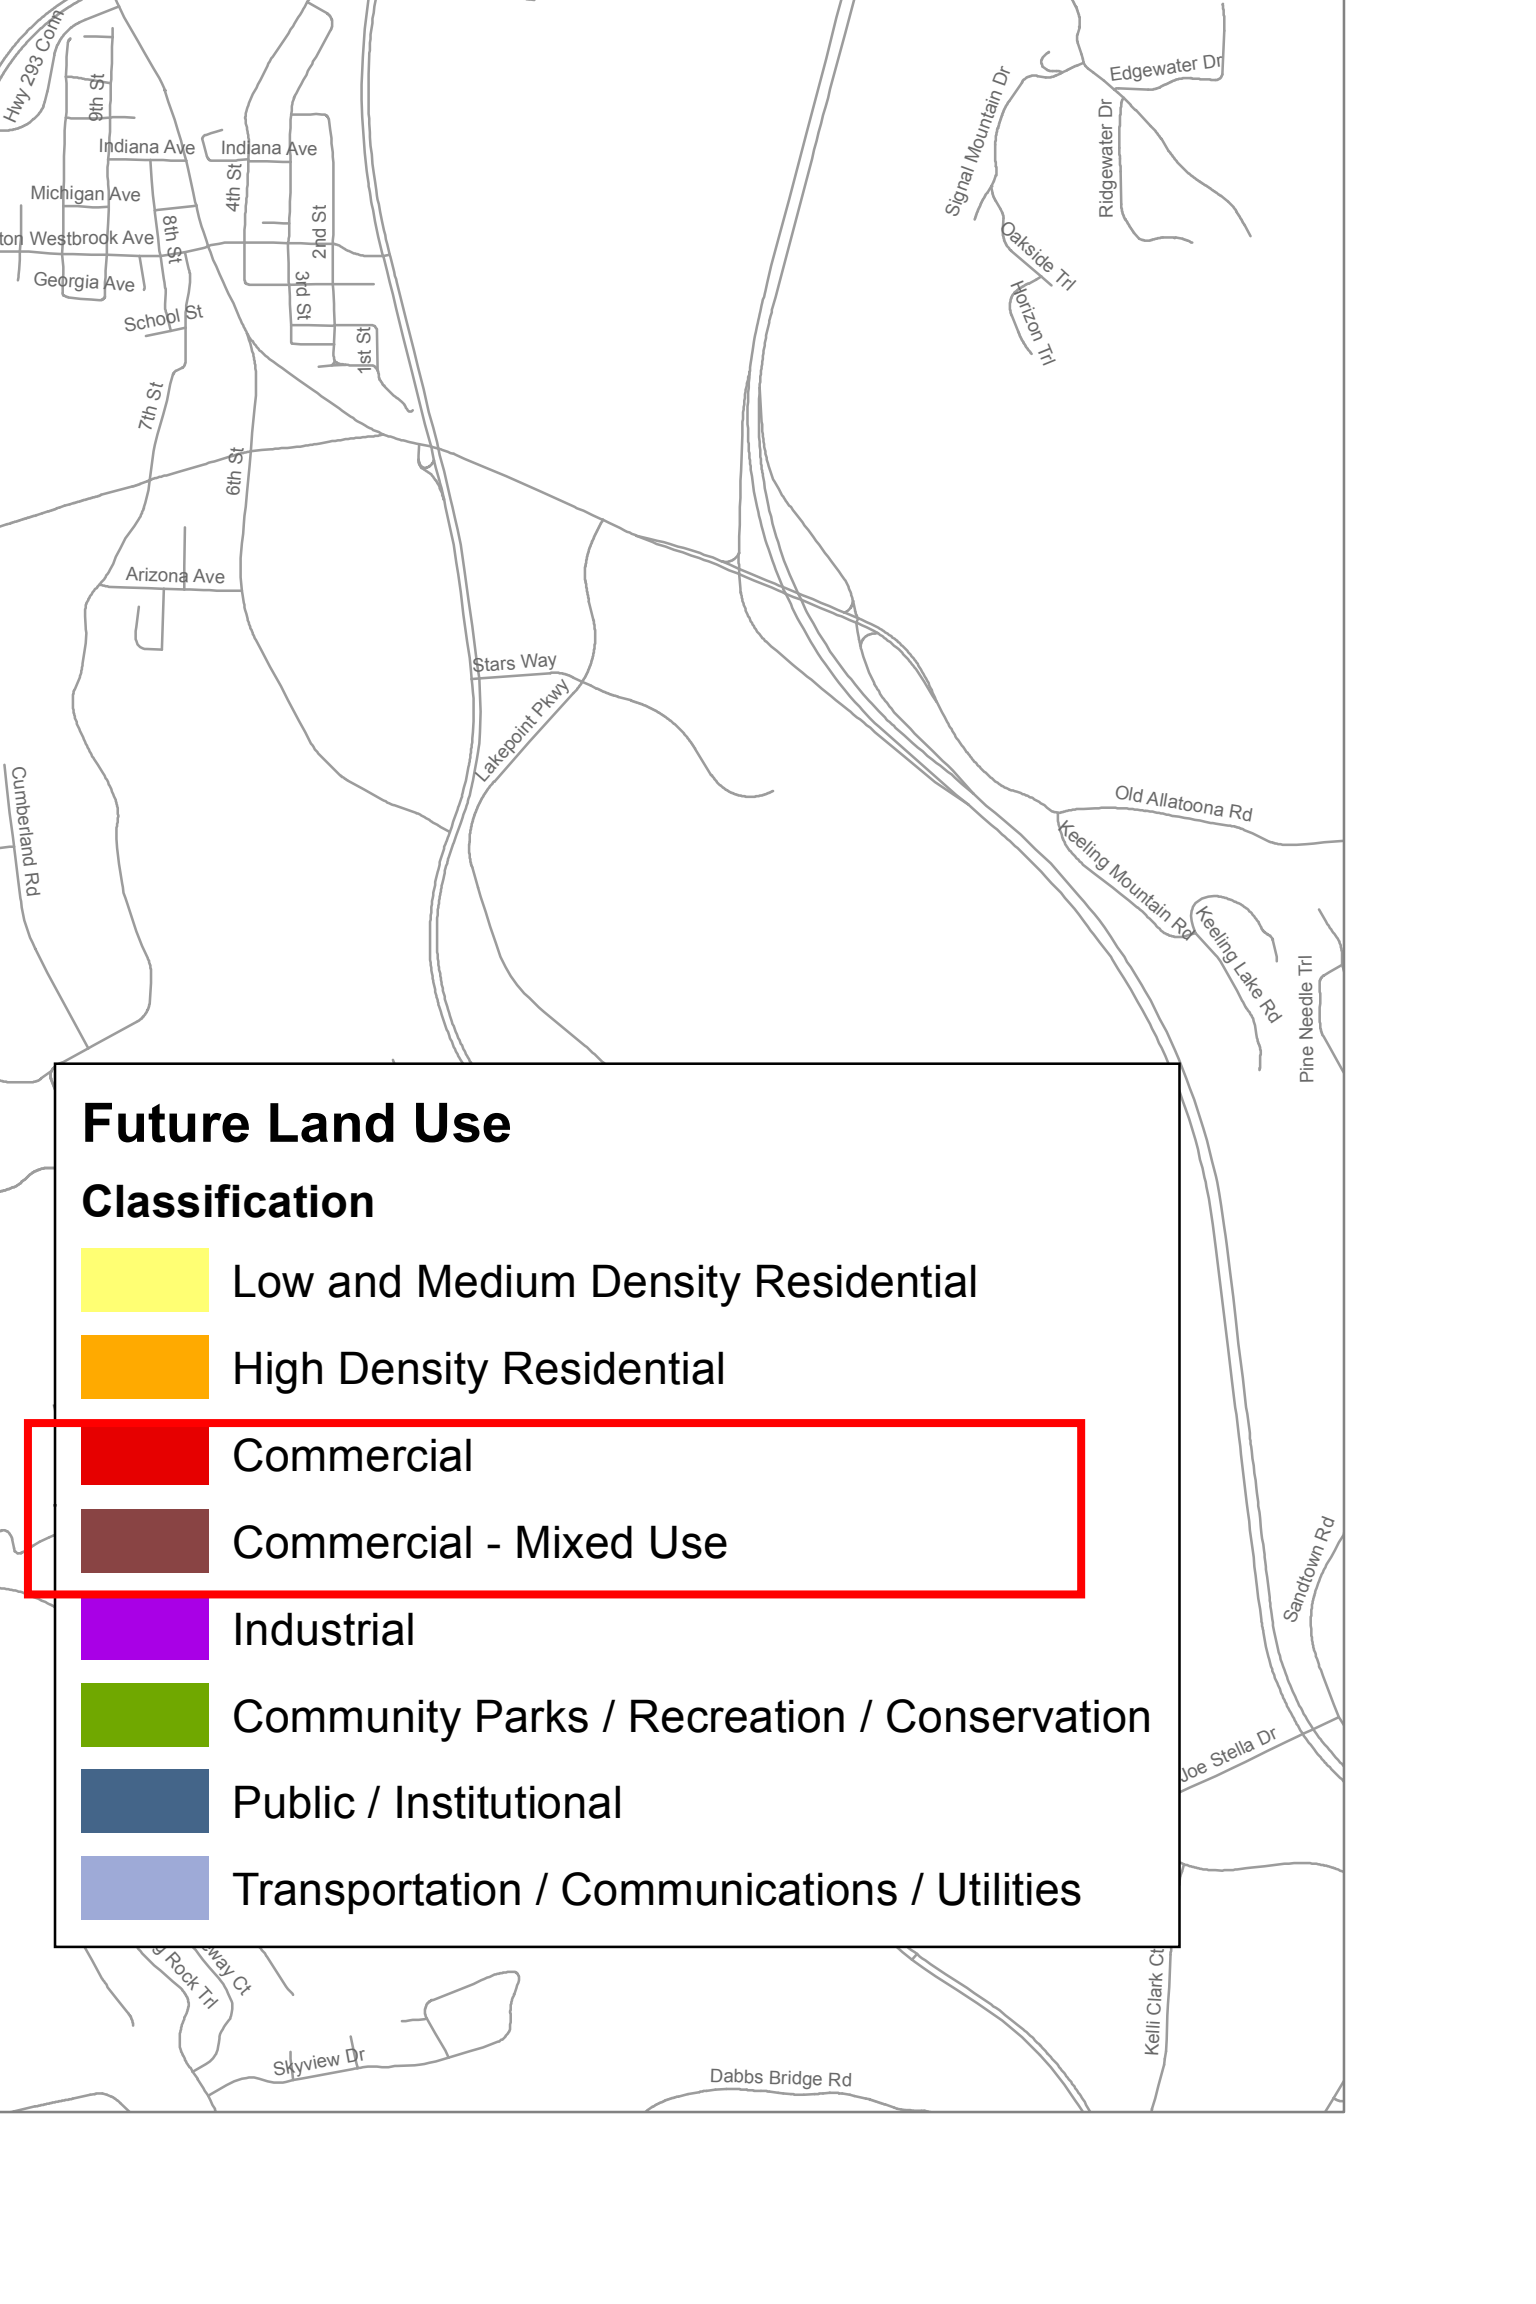 Hwy 293 Conn
9th St
Edgewater Dr
Signal Mountain Dr
Ridgewater Dr
Indiana Ave
Indiana Ave
4th St
Michigan Ave
2nd St
8th St
Westbrook Ave
Oakside Trl
Georgia Ave
3rd St
Horizon Trl
School St
1st St
7th St
6th St
Arizona Ave
Stars Way
Lakepoint Pkwy
Cumberland Rd
Old Allatoona Rd
Keeling Mountain Rd
Keeling Lake Rd
Pine Needle Trl
Future Land Use
Classification
Low and Medium Density Residential
High Density Residential
Commercial
Commercial - Mixed Use
Industrial
Community Parks / Recreation / Conservation
Public / Institutional
Transportation / Communications / Utilities
Sandtown Rd
Joe Stella Dr
Rock Trl
Ct
Kelli Clark Ct
Skyview Dr
Dabbs Bridge Rd